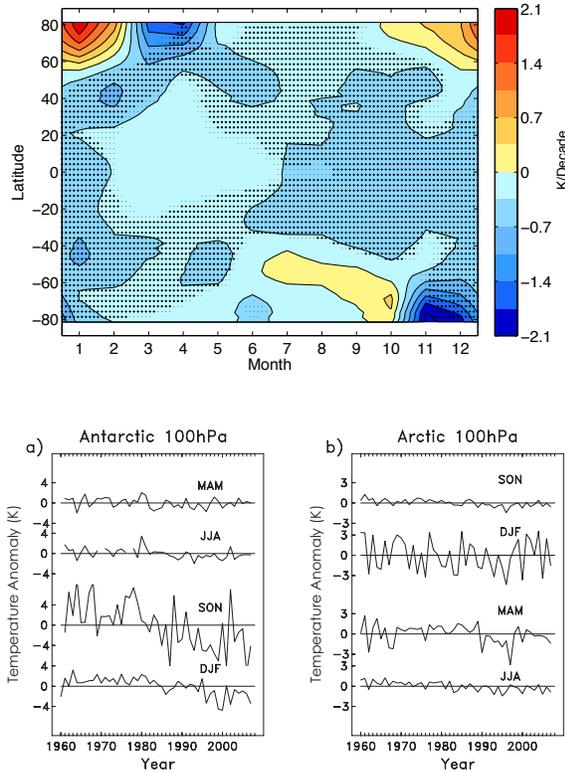 80
60
40
20
0
−20
−40
−60
−80
Latitude
1 2 3 4 5 6 7 8 9 10 11 12
Month
2.1
1.4
0.7
0
−0.7
−1.4
−2.1
K/Decade
a) Antarctic 100hPa
Temperature Anomaly (K)
MAM
4
0
−4
JJA
4
0
−4
SON
4
0
−4
DJF
4
0
−4
1960 1970 1980 1990 2000
Year
b) Arctic 100hPa
Temperature Anomaly (K)
SON
3
0
−3
DJF
3
0
−3
MAM
3
0
−3
JJA
3
0
−3
1960 1970 1980 1990 2000
Year